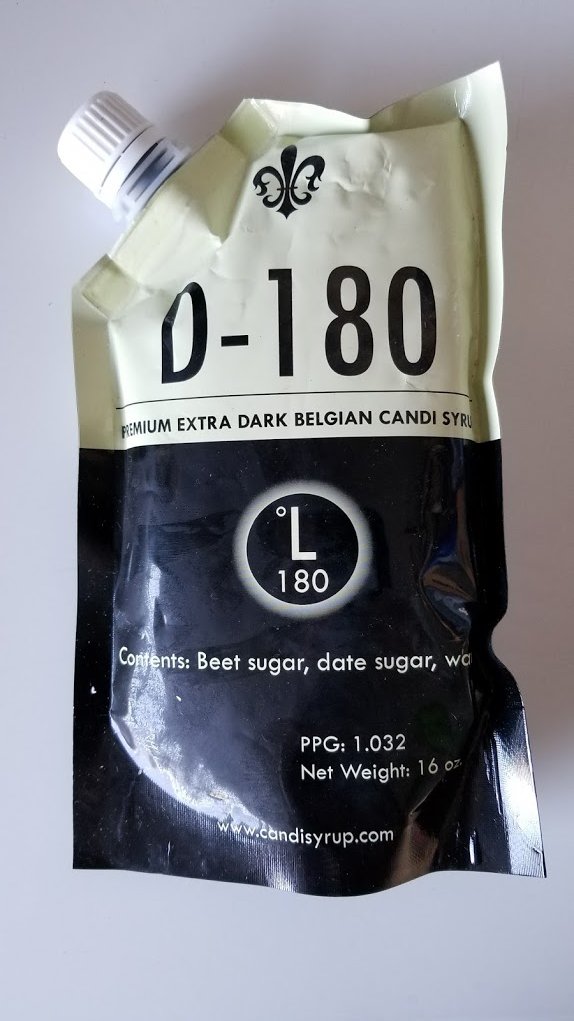 D-180
PREMIUM EXTRA DARK BELGIAN CANDI SYRU
°L
180
Contents: Beet sugar, date sugar, wa
PPG: 1.032
Net Weight: 16 oz.
www.candisyrup.com